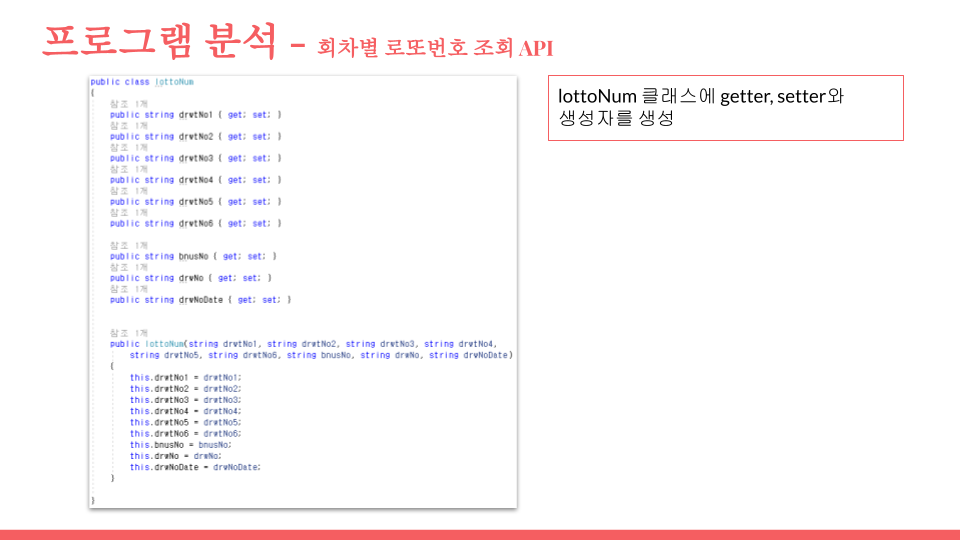 프로그램 분석 - 회차별 로또번호 조회 API
public class lottoNum
{
참조 1개
public string drwtNo1 { get; set; }
참조 1개
public string drwtNo2 { get; set; }
참조 1개
public string drwtNo3 { get; set; }
참조 1개
public string drwtNo4 { get; set; }
참조 1개
public string drwtNo5 { get; set; }
참조 1개
public string drwtNo6 { get; set; }
참조 1개
public string bnusNo { get; set; }
참조 1개
public string drwNo { get; set; }
참조 1개
public string drwNoDate { get; set; }
참조 1개
public lottoNum(string drwtNo1, string drwtNo2, string drwtNo3, string drwtNo4,
string drwtNo5, string drwtNo6, string bnusNo, string drwNo, string drwNoDate)
{
this.drwtNo1 = drwtNo1;
this.drwtNo2 = drwtNo2;
this.drwtNo3 = drwtNo3;
this.drwtNo4 = drwtNo4;
this.drwtNo5 = drwtNo5;
this.drwtNo6 = drwtNo6;
this.bnusNo = bnusNo;
this.drwNo = drwNo;
this.drwNoDate = drwNoDate;
}
}
lottoNum 클래스에 getter, setter와
생성자를 생성